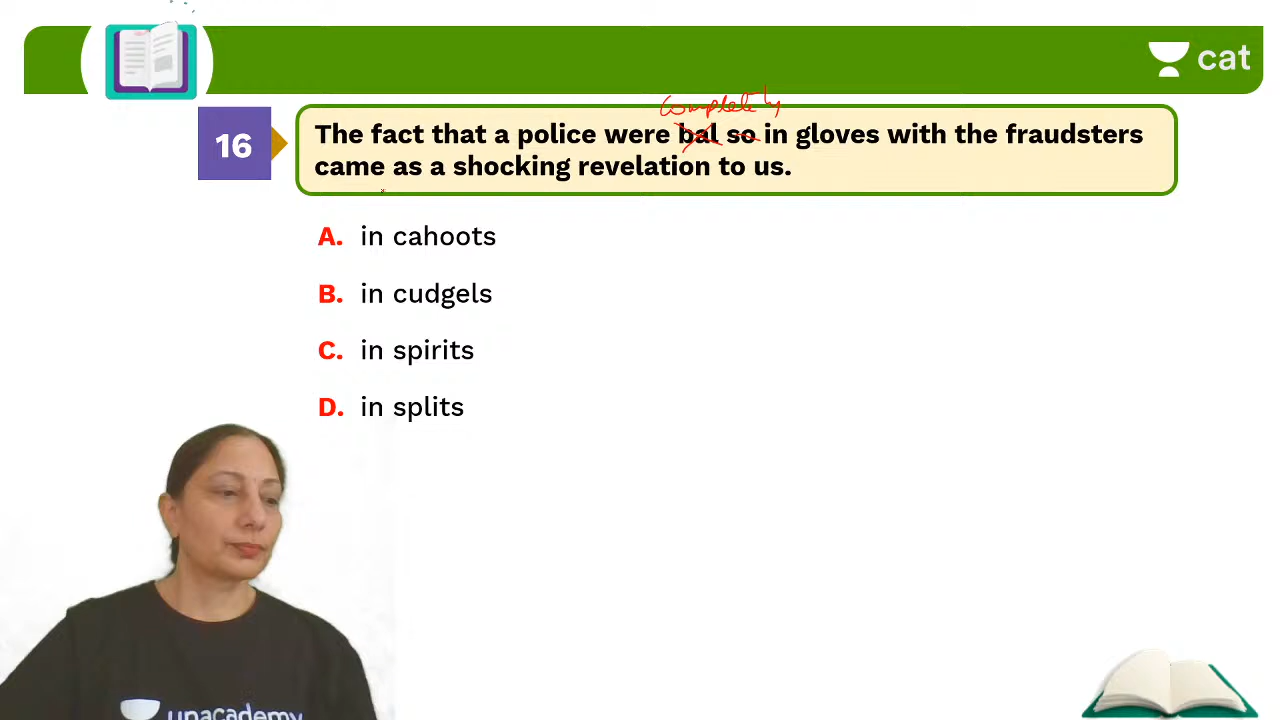 cat
completely
16
The fact that a police were bal so in gloves with the fraudsters
came as a shocking revelation to us.
A. in cahoots
B. in cudgels
C. in spirits
D. in splits
unacademy